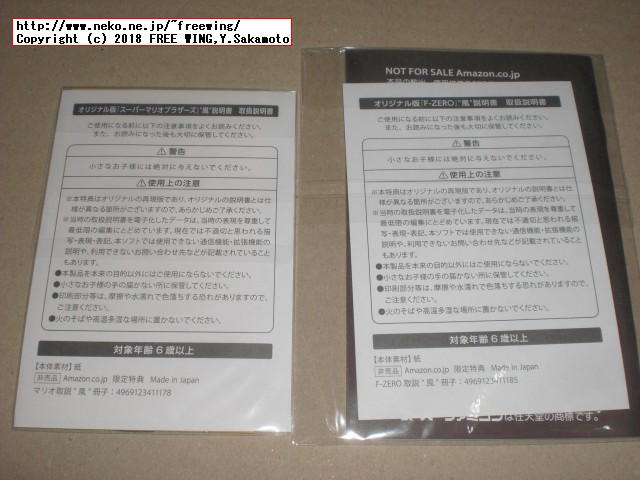 http://www.neko.ne.jp/~freewing/
Copyright (c) 2018 FREE WING,Y.Sakamoto
オリジナル版「スーパーマリオブラザーズ」"風"説明書 取扱説明書
ご使用になる前に以下の注意事項をよくお読みください。
また、お読みになった後も大切に保管してください。
⚠警告
小さなお子様には絶対に与えないでください。
⚠使用上の注意
※本特典はオリジナルの再現版であり、オリジナルの説明書とは仕
様が異なる箇所がございますので、あらかじめご了承ください。
※当時の取扱説明書を電子化したデータは、当時の表現を尊重して
最低限の編集にとどめています。現在では不適切と思われる描
写・表現・表記、本ソフトでは使用できない通信機能・拡張機能の
説明や、利用できないお問い合わせ先などが記載されていること
もあります。
●本製品を本来の目的以外にはご使用にならないでください。
●小さなお子様の手の届かない所に保管してください。
●印刷部分等は、摩擦や水濡れで色落ちする恐れがありますので、
ご注意ください。
●火のそばや高温多湿な場所に置かないでください。
対象年齢6歳以上
【本体素材】紙
非売品 Amazon.co.jp 限定特典 Made in Japan
マリオ取説"風"冊子：4969123411178
NOT FOR SALE Amazon.co.jp
オリジナル版「F-ZERO」"風"説明書 取扱説明書
ご使用になる前に以下の注意事項をよくお読みください。
また、お読みになった後も大切に保管してください。
⚠警告
小さなお子様には絶対に与えないでください。
⚠使用上の注意
※本特典はオリジナルの再現版であり、オリジナルの説明書とは仕
様が異なる箇所がございますので、あらかじめご了承ください。
※当時の取扱説明書を電子化したデータは、当時の表現を尊重して
最低限の編集にとどめています。現在では不適切と思われる描
写・表現・表記、本ソフトでは使用できない通信機能・拡張機能の
説明や、利用できないお問い合わせ先などが記載されていること
もあります。
●本製品を本来の目的以外にはご使用にならないでください。
●小さなお子様の手の届かない所に保管してください。
●印刷部分等は、摩擦や水濡れで色落ちする恐れがありますので、
ご注意ください。
●火のそばや高温多湿な場所に置かないでください。
対象年齢6歳以上
【本体素材】紙
非売品 Amazon.co.jp 限定特典 Made in Japan
F-ZERO 取説"風"冊子：4969123411185
ファミコンは任天堂の商標です。